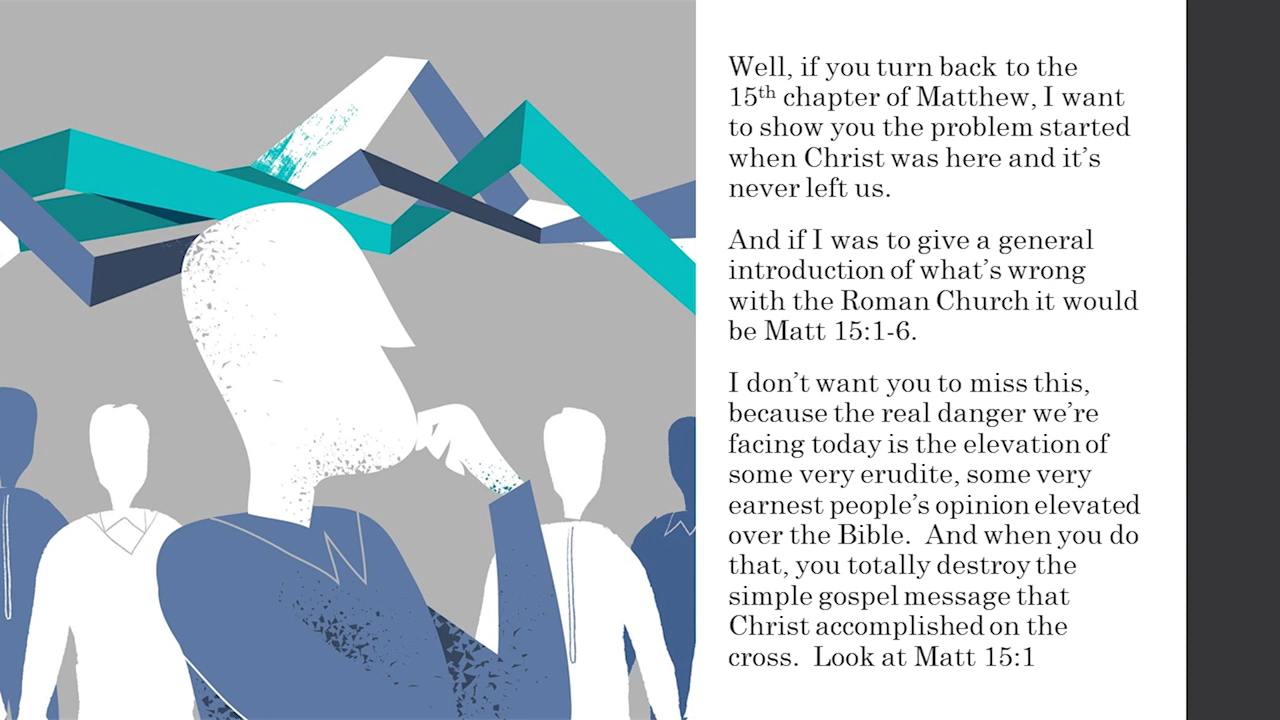 Well, if you turn back to the
15th chapter of Matthew, I want
to show you the problem started
when Christ was here and it's
never left us.
And if I was to give a general
introduction of what's wrong
with the Roman Church it would
be Matt 15:1-6.
I don't want you to miss this,
because the real danger we're
facing today is the elevation of
some very erudite, some very
earnest people's opinion elevated
over the Bible.  And when you do
that, you totally destroy the
simple gospel message that
Christ accomplished on the
cross.  Look at Matt 15:1